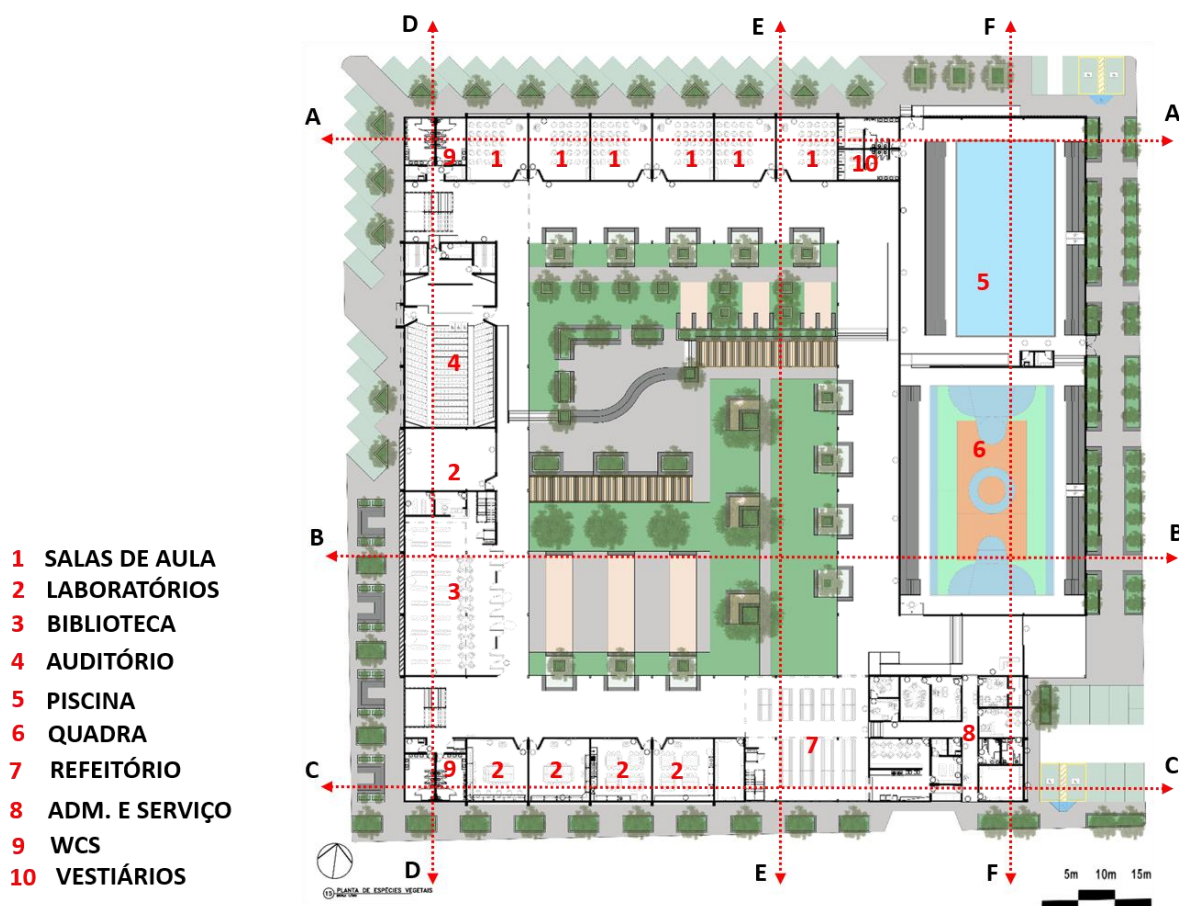 D E F
A A
9 1 1 1 1 1 1 10
5
4
6
2
B B
3
8
7
C C
9 2 2 2 2
D E F
1 SALAS DE AULA
2 LABORATÓRIOS
3 BIBLIOTECA
4 AUDITÓRIO
5 PISCINA
6 QUADRA
7 REFEITÓRIO
8 ADM. E SERVIÇO
9 WCS
10 VESTIÁRIOS
PLANTA DE ESPÉCIES VEGETAIS
5m 10m 15m